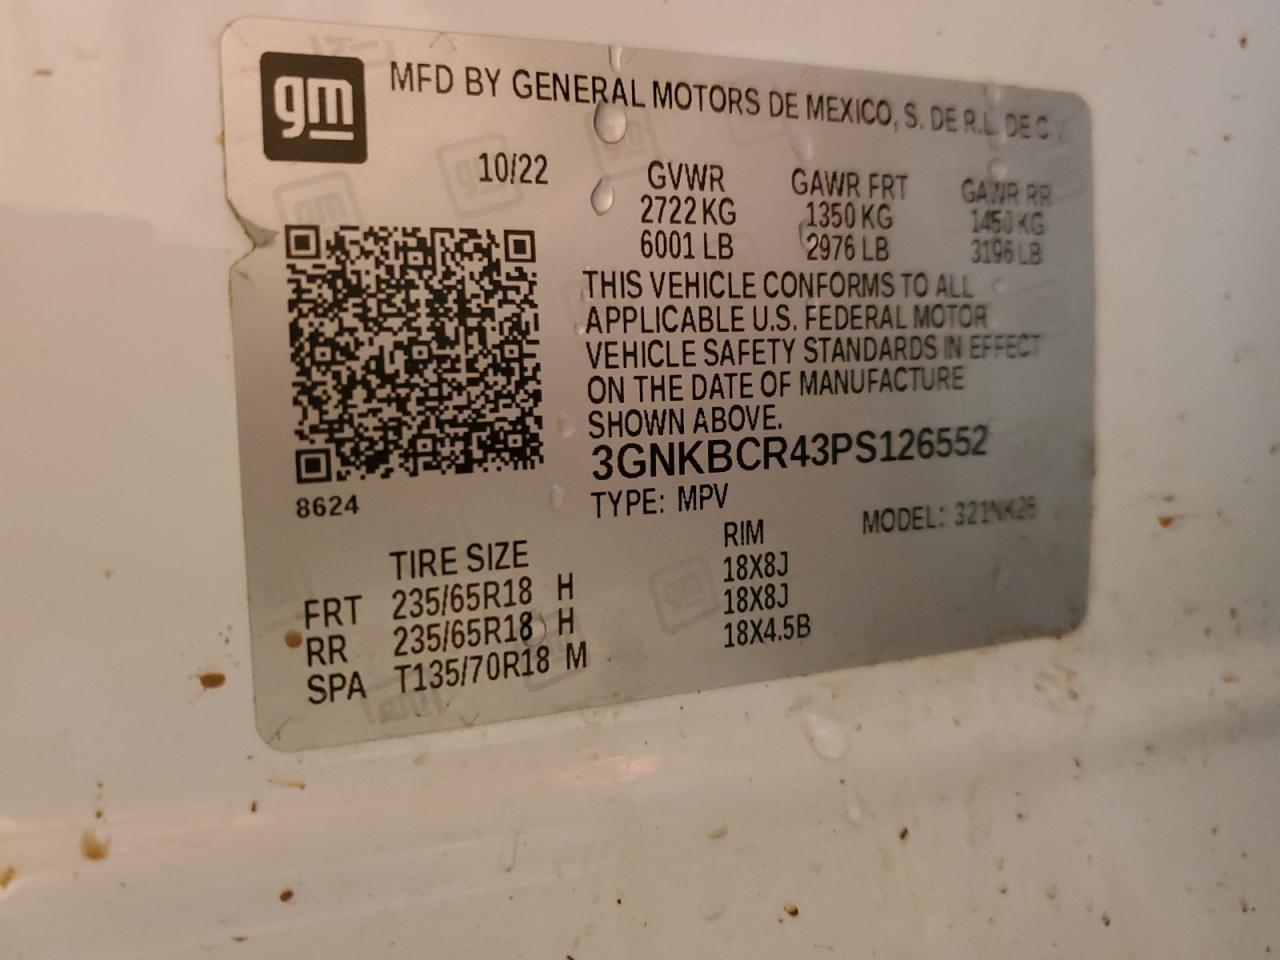 gm
MFD BY GENERAL MOTORS DE MEXICO, S. DE R.L. DE C.V.
10/22 GVWR GAWR FRT GAWR RR
2722 KG 1350 KG 1450 KG
6001 LB 2976 LB 3196 LB
THIS VEHICLE CONFORMS TO ALL
APPLICABLE U.S. FEDERAL MOTOR
VEHICLE SAFETY STANDARDS IN EFFECT
ON THE DATE OF MANUFACTURE
SHOWN ABOVE.
3GNKBCR43PS126552
8624 TYPE: MPV MODEL: 321NK26
TIRE SIZE RIM
FRT 235/65R18 H 18X8J
RR 235/65R18 H 18X8J
SPA T135/70R18 M 18X4.5B